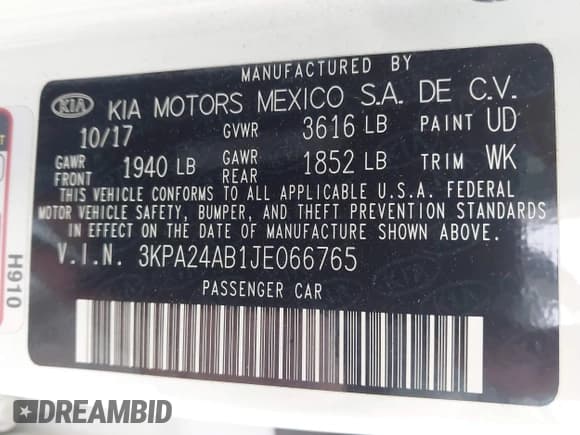 MANUFACTURED BY
KIA KIA MOTORS MEXICO S.A. DE C.V.
10/17 GVWR 3616 LB PAINT UD
GAWR FRONT 1940 LB GAWR REAR 1852 LB TRIM WK
THIS VEHICLE CONFORMS TO ALL APPLICABLE U.S.A. FEDERAL
MOTOR VEHICLE SAFETY, BUMPER, AND THEFT PREVENTION STANDARDS
IN EFFECT ON THE DATE OF MANUFACTURE SHOWN ABOVE.
V.I.N. 3KPA24AB1JE066765
PASSENGER CAR
H910
DREAMBID